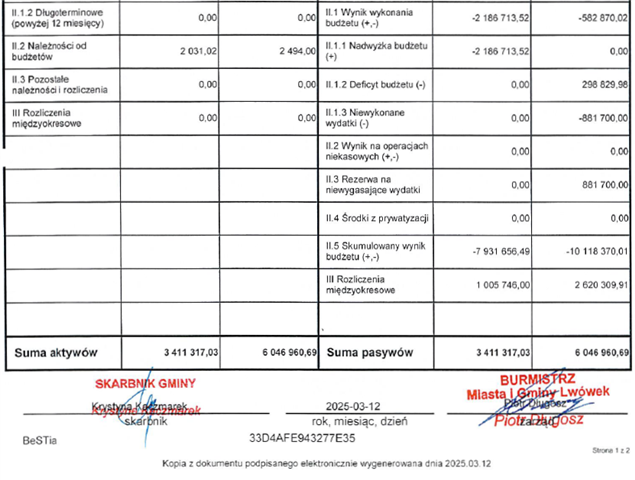 II.1.2 Długoterminowe (powyżej 12 miesięcy) 0,00 0,00 II.1 Wynik wykonania budżetu (+,-) -2 186 713,52 -582 870,02
II.2 Należności od budżetów 2 031,02 2 494,00 II.1.1 Nadwyżka budżetu (+) -2 186 713,52 0,00
II.3 Pozostałe należności i rozliczenia 0,00 0,00 II.1.2 Deficyt budżetu (-) 0,00 298 829,98
III Rozliczenia międzyokresowe 0,00 0,00 II.1.3 Niewykonane wydatki (-) 0,00 -881 700,00
II.2 Wynik na operacjach niekasowych (+,-) 0,00 0,00
II.3 Rezerwa na niewygasające wydatki 0,00 881 700,00
II.4 Środki z prywatyzacji 0,00 0,00
II.5 Skumulowany wynik budżetu (+,-) -7 931 656,49 -10 118 370,01
III Rozliczenia międzyokresowe 1 005 746,00 2 620 309,91
Suma aktywów 3 411 317,03 6 046 960,69 Suma pasywów 3 411 317,03 6 046 960,69
SKARBNIK GMINY
BURMISTRZ
Miasta i Gminy Lwówek
Krystyna Kaczmarek
Krystyna Kaczmarek
2025-03-12
Piotr Długosz
Piotr Długosz
skarbnik
rok, miesiąc, dzień
zarząd
BeSTia
33D4AFE943277E35
Strona 1 z 2
Kopia z dokumentu podpisanego elektronicznie wygenerowana dnia 2025.03.12